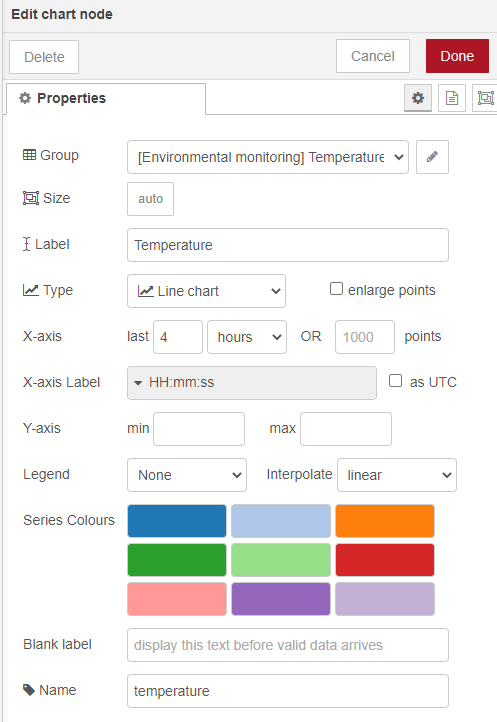 Edit chart node
Delete Cancel Done
Properties
Group [Environmental monitoring] Temperature
Size auto
Label Temperature
Type Line chart enlarge points
X-axis last 4 hours OR 1000 points
X-axis Label HH:mm:ss as UTC
Y-axis min max
Legend None Interpolate linear
Series Colours
Blank label display this text before valid data arrives
Name temperature